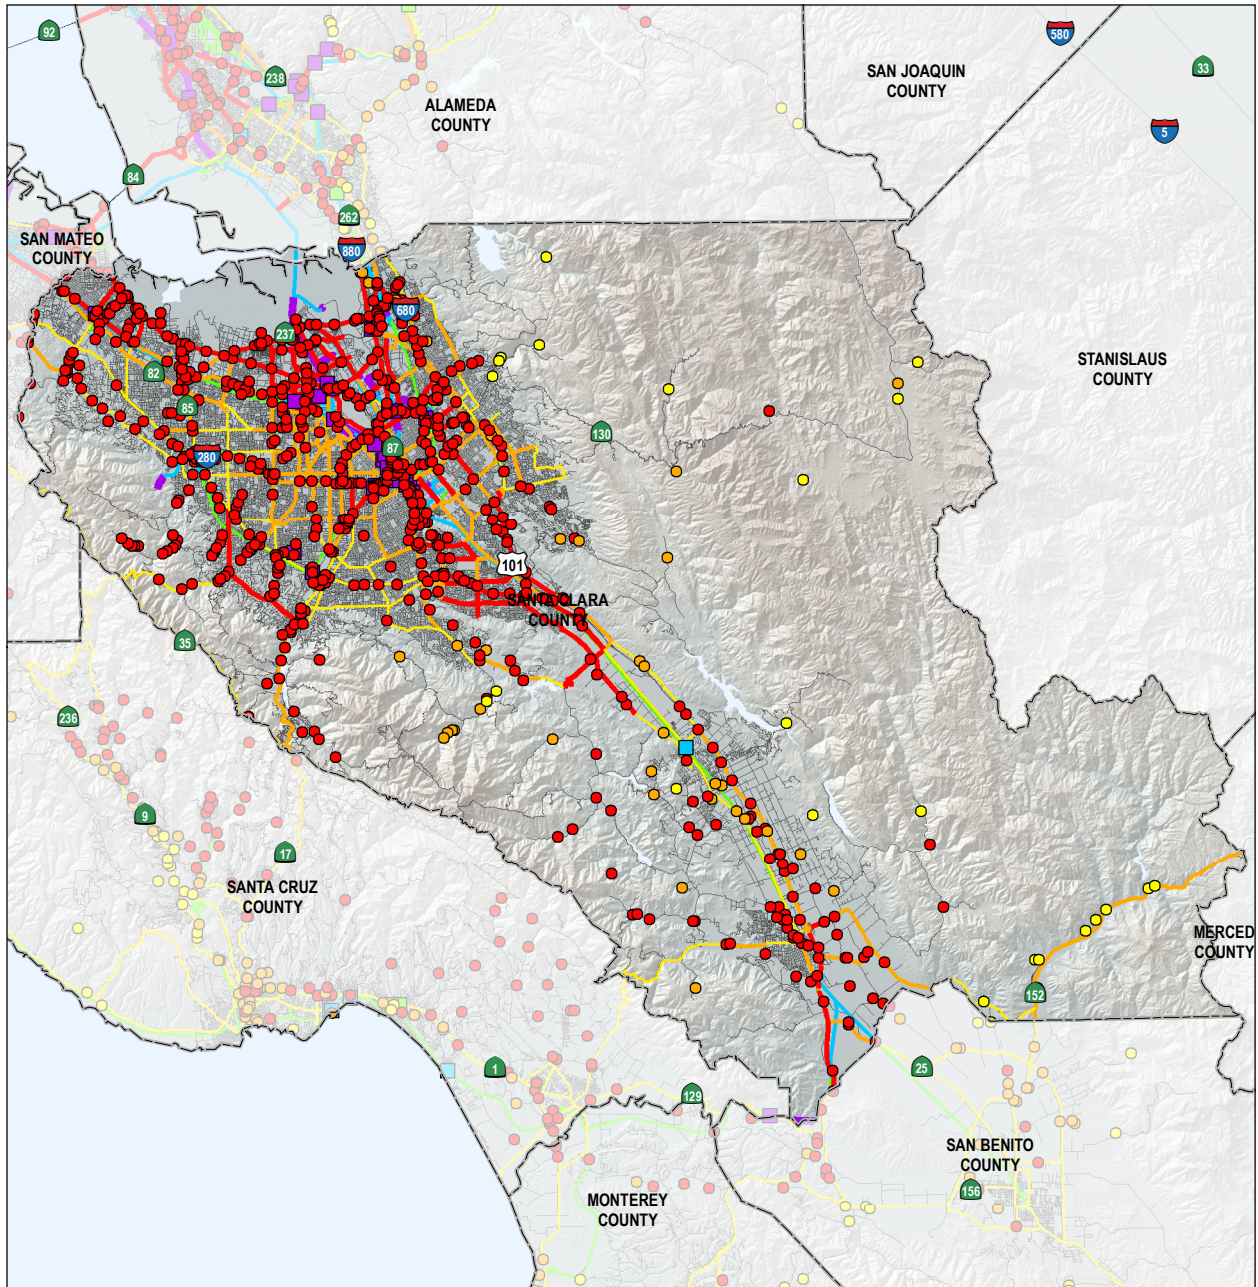 92
580
33
238
SAN JOAQUIN
COUNTY
ALAMEDA
COUNTY
5
84
262
SAN MATEO
COUNTY
880
680
237
STANISLAUS
COUNTY
82
85
130
87
280
101
SANTA CLARA
COUNTY
35
236
9
17
SANTA CRUZ
COUNTY
MERCED
COUNTY
152
1
25
129
SAN BENITO
COUNTY
156
MONTEREY
COUNTY